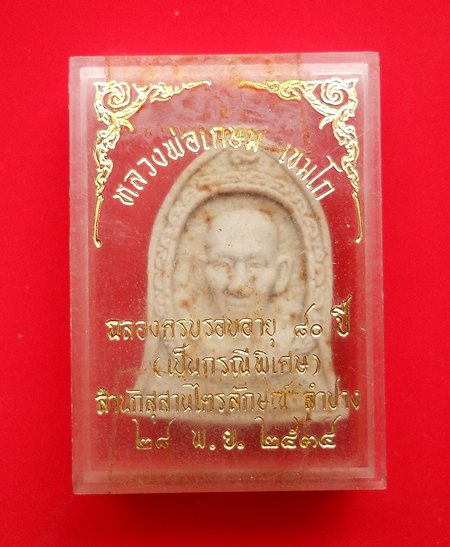 หลวงพ่อเกษม เขมโก
ฉลองครบรอบอายุ ๘๐ ปี
(เป็นกรณีพิเศษ)
สำนักสุสานไตรลักษณ์ ลำปาง
๒๘ พ.ย. ๒๕๓๔